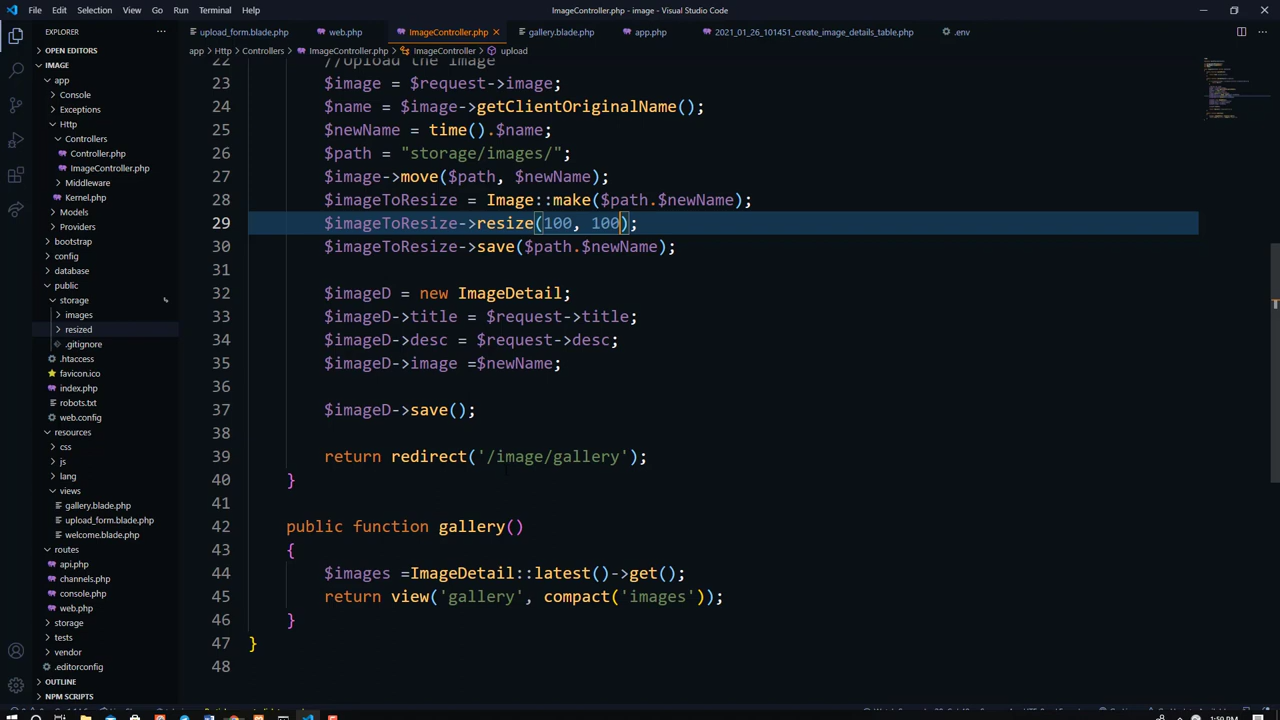 File Edit Selection View Go Run Terminal Help
ImageController.php - image - Visual Studio Code
EXPLORER
upload_form.blade.php
web.php
ImageController.php
gallery.blade.php
app.php
2021_01_26_101451_create_image_details_table.php
.env
app > Http > Controllers > ImageController.php > ImageController > upload
OPEN EDITORS
IMAGE
app
Console
Exceptions
Http
Controllers
Controller.php
ImageController.php
Middleware
Kernel.php
Models
Providers
bootstrap
config
database
public
storage
images
resized
.gitignore
.htaccess
favicon.ico
index.php
robots.txt
web.config
resources
css
js
lang
views
gallery.blade.php
upload_form.blade.php
welcome.blade.php
routes
api.php
channels.php
console.php
web.php
storage
tests
vendor
.editorconfig
OUTLINE
NPM SCRIPTS
22 //Upload the image
23 $image = $request->image;
24 $name = $image->getClientOriginalName();
25 $newName = time().$name;
26 $path = "storage/images/";
27 $image->move($path, $newName);
28 $imageToResize = Image::make($path.$newName);
29 $imageToResize->resize(100, 100);
30 $imageToResize->save($path.$newName);
31
32 $imageD = new ImageDetail;
33 $imageD->title = $request->title;
34 $imageD->desc = $request->desc;
35 $imageD->image =$newName;
36
37 $imageD->save();
38
39 return redirect('/image/gallery');
40 }
41
42 public function gallery()
43 {
44 $images =ImageDetail::latest()->get();
45 return view('gallery', compact('images'));
46 }
47 }
48